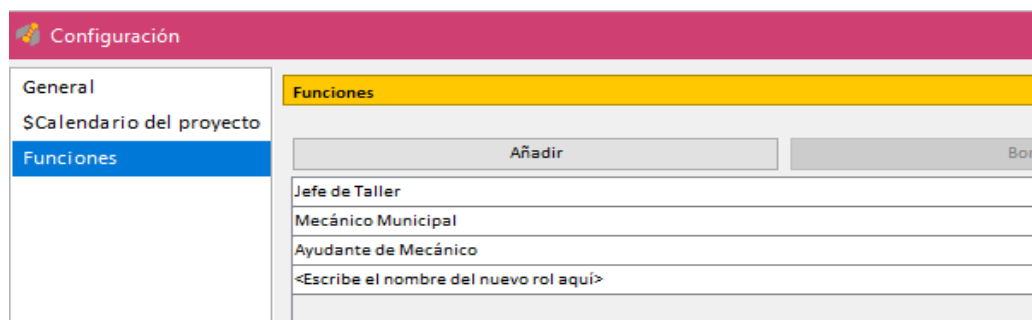 Configuración
General
$Calendario del proyecto
Funciones
Funciones
Añadir
Jefe de Taller
Mecánico Municipal
Ayudante de Mecánico
<Escribe el nombre del nuevo rol aquí>